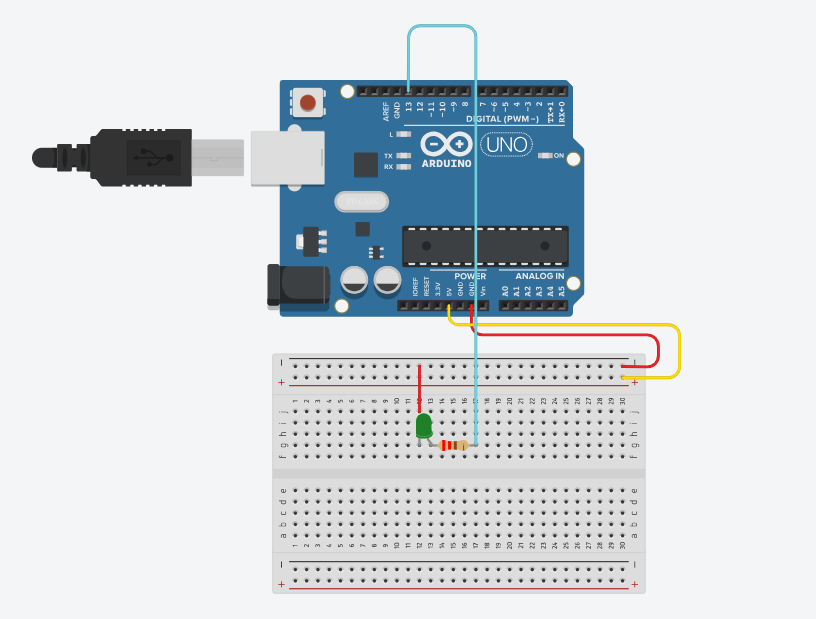 AREF
GND
13
12
~11
~10
~9
8
7
~6
~5
4
~3
2
TX→1
RX←0
DIGITAL (PWM ~)
L
TX
RX
ARDUINO
UNO
ON
POWER
ANALOG IN
IOREF
RESET
3.3V
5V
GND
GND
Vin
A0
A1
A2
A3
A4
A5
− −
+ +
1 2 3 4 5 6 7 8 9 10 11 12 13 14 15 16 17 18 19 20 21 22 23 24 25 26 27 28 29 30
j j
i i
h h
g g
f f
e e
d d
c c
b b
a a
1 2 3 4 5 6 7 8 9 10 11 12 13 14 15 16 17 18 19 20 21 22 23 24 25 26 27 28 29 30
− −
+ +